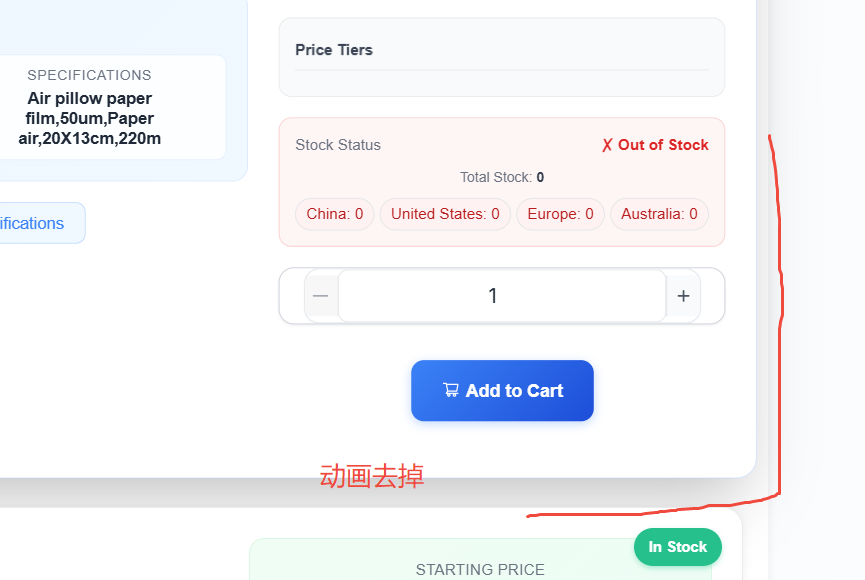 Price Tiers
SPECIFICATIONS
Air pillow paper
film,50um,Paper
air,20X13cm,220m
Stock Status
✗ Out of Stock
Total Stock: 0
China: 0
United States: 0
Europe: 0
Australia: 0
ifications
—
1
+
Add to Cart
动画去掉
In Stock
STARTING PRICE